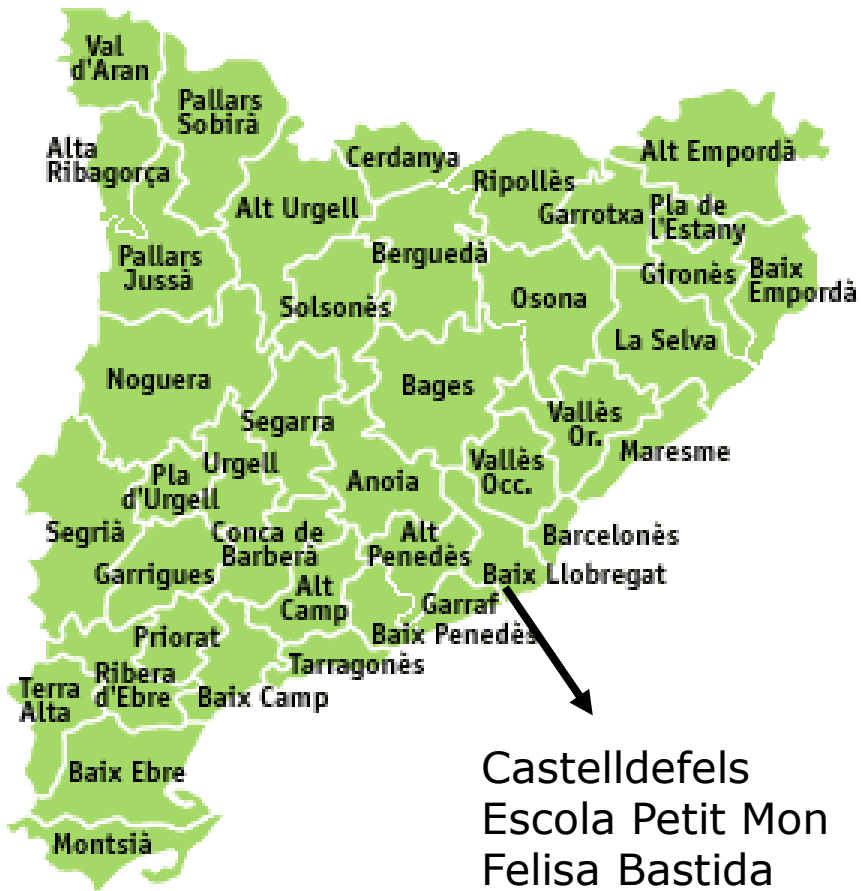 Val
d'Aran
Pallars
Sobirà
Alta
Ribagorça
Cerdanya
Alt Empordà
Ripollès
Alt Urgell
Garrotxa
Pla de
l'Estany
Pallars
Jussà
Berguedà
Gironès
Baix
Empordà
Solsonès
Osona
La Selva
Noguera
Bages
Segarra
Vallès
Or.
Maresme
Urgell
Pla
d'Urgell
Anoia
Vallès
Occ.
Segrià
Conca de
Barberà
Alt
Penedès
Barcelonès
Garrigues
Alt
Camp
Baix Llobregat
Garraf
Priorat
Baix Penedès
Tarragonès
Terra
Alta
Ribera
d'Ebre
Baix Camp
Baix Ebre
Montsià
Castelldefels
Escola Petit Mon
Felisa Bastida